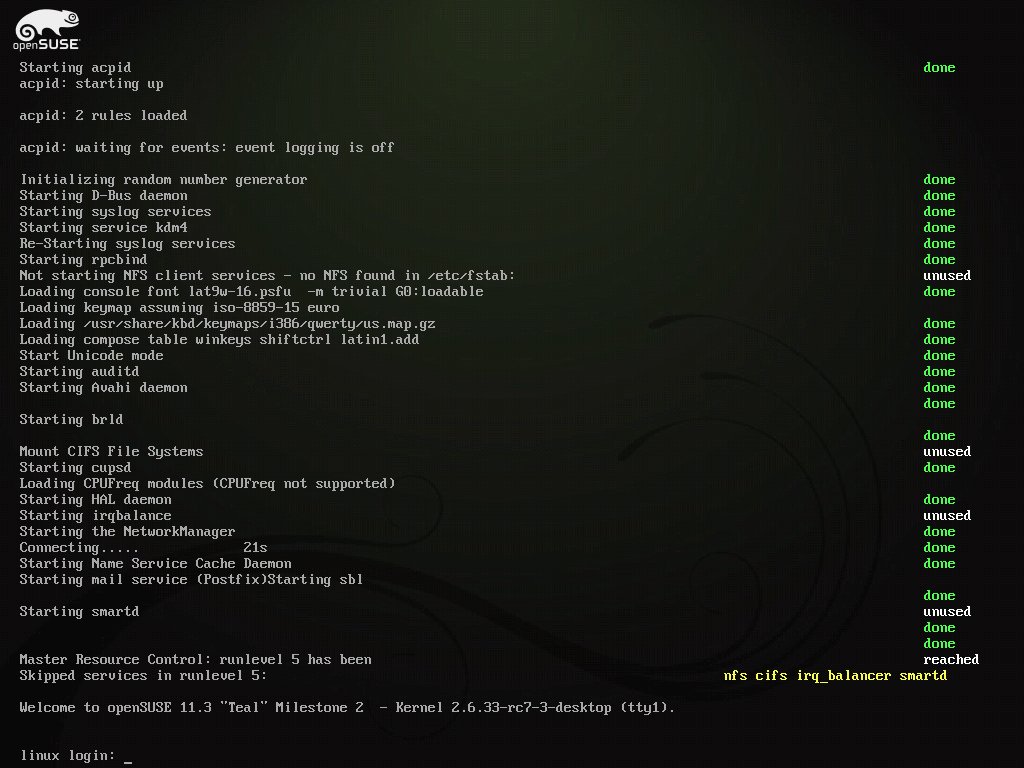 openSUSE
Starting acpid done
acpid: starting up
acpid: 2 rules loaded
acpid: waiting for events: event logging is off
Initializing random number generator done
Starting D-Bus daemon done
Starting syslog services done
Starting service kdm4 done
Re-Starting syslog services done
Starting rpcbind done
Not starting NFS client services - no NFS found in /etc/fstab: unused
Loading console font lat9w-16.psfu  -m trivial G0:loadable done
Loading keymap assuming iso-8859-15 euro
Loading /usr/share/kbd/keymaps/i386/qwerty/us.map.gz done
Loading compose table winkeys shiftctrl latin1.add done
Start Unicode mode done
Starting auditd done
Starting Avahi daemon done
done
Starting brld
done
Mount CIFS File Systems unused
Starting cupsd done
Loading CPUFreq modules (CPUFreq not supported)
Starting HAL daemon done
Starting irqbalance unused
Starting the NetworkManager done
Connecting..... 21s done
Starting Name Service Cache Daemon done
Starting mail service (Postfix)Starting sbl
done
Starting smartd unused
done
done
Master Resource Control: runlevel 5 has been reached
Skipped services in runlevel 5: nfs cifs irq_balancer smartd
Welcome to openSUSE 11.3 "Teal" Milestone 2  - Kernel 2.6.33-rc7-3-desktop (tty1).
linux login: _